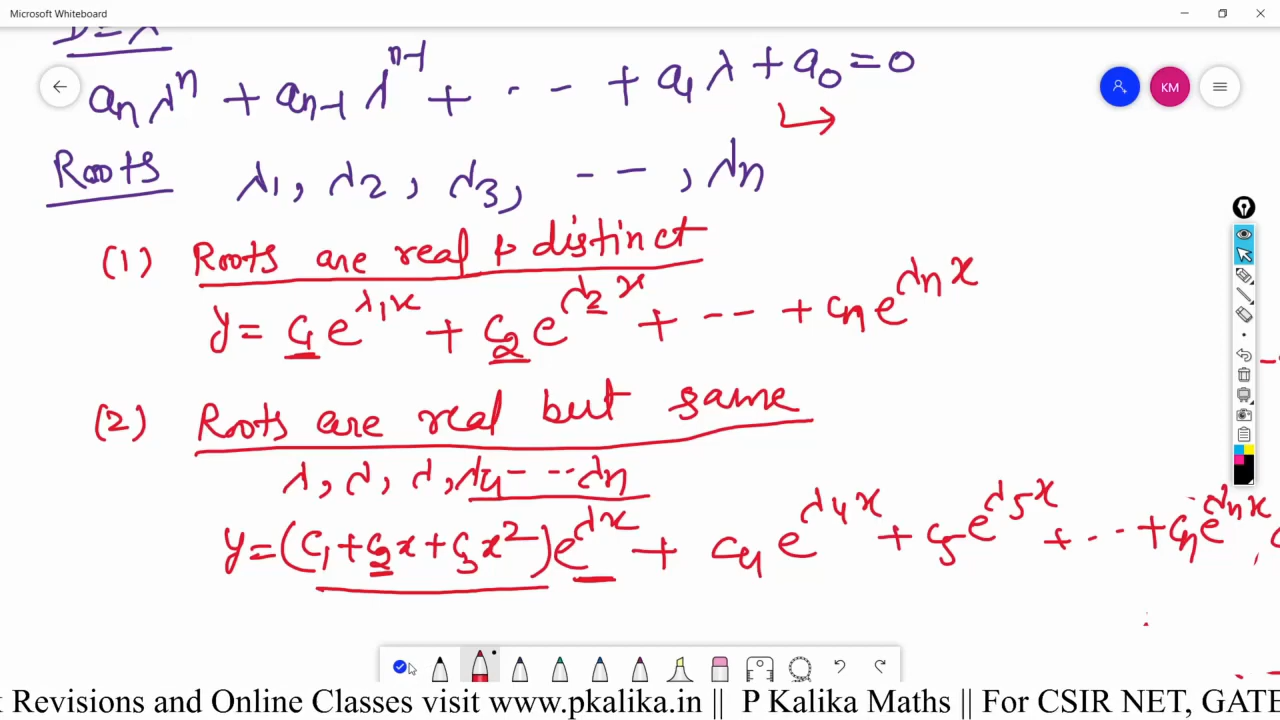 Microsoft Whiteboard
D=λ
aₙλⁿ + aₙ₋₁λⁿ⁻¹ + ---- + a₁λ + a₀ = 0
KM
Roots λ₁, λ₂, λ₃, ---, λₙ
(1) Roots are real & distinct
y = c₁e^{λ₁x} + c₂e^{λ₂x} + ---- + cₙe^{λₙx}
(2) Roots are real but same
λ, λ, λ, λ₄ - --- λₙ
y = (c₁+c₂x+c₃x²)e^{λx} + c₄e^{λ₄x} + c₅e^{λ₅x} + --- + cₙe^{λₙx},
Revisions and Online Classes visit www.pkalika.in || P Kalika Maths || For CSIR NET, GATE